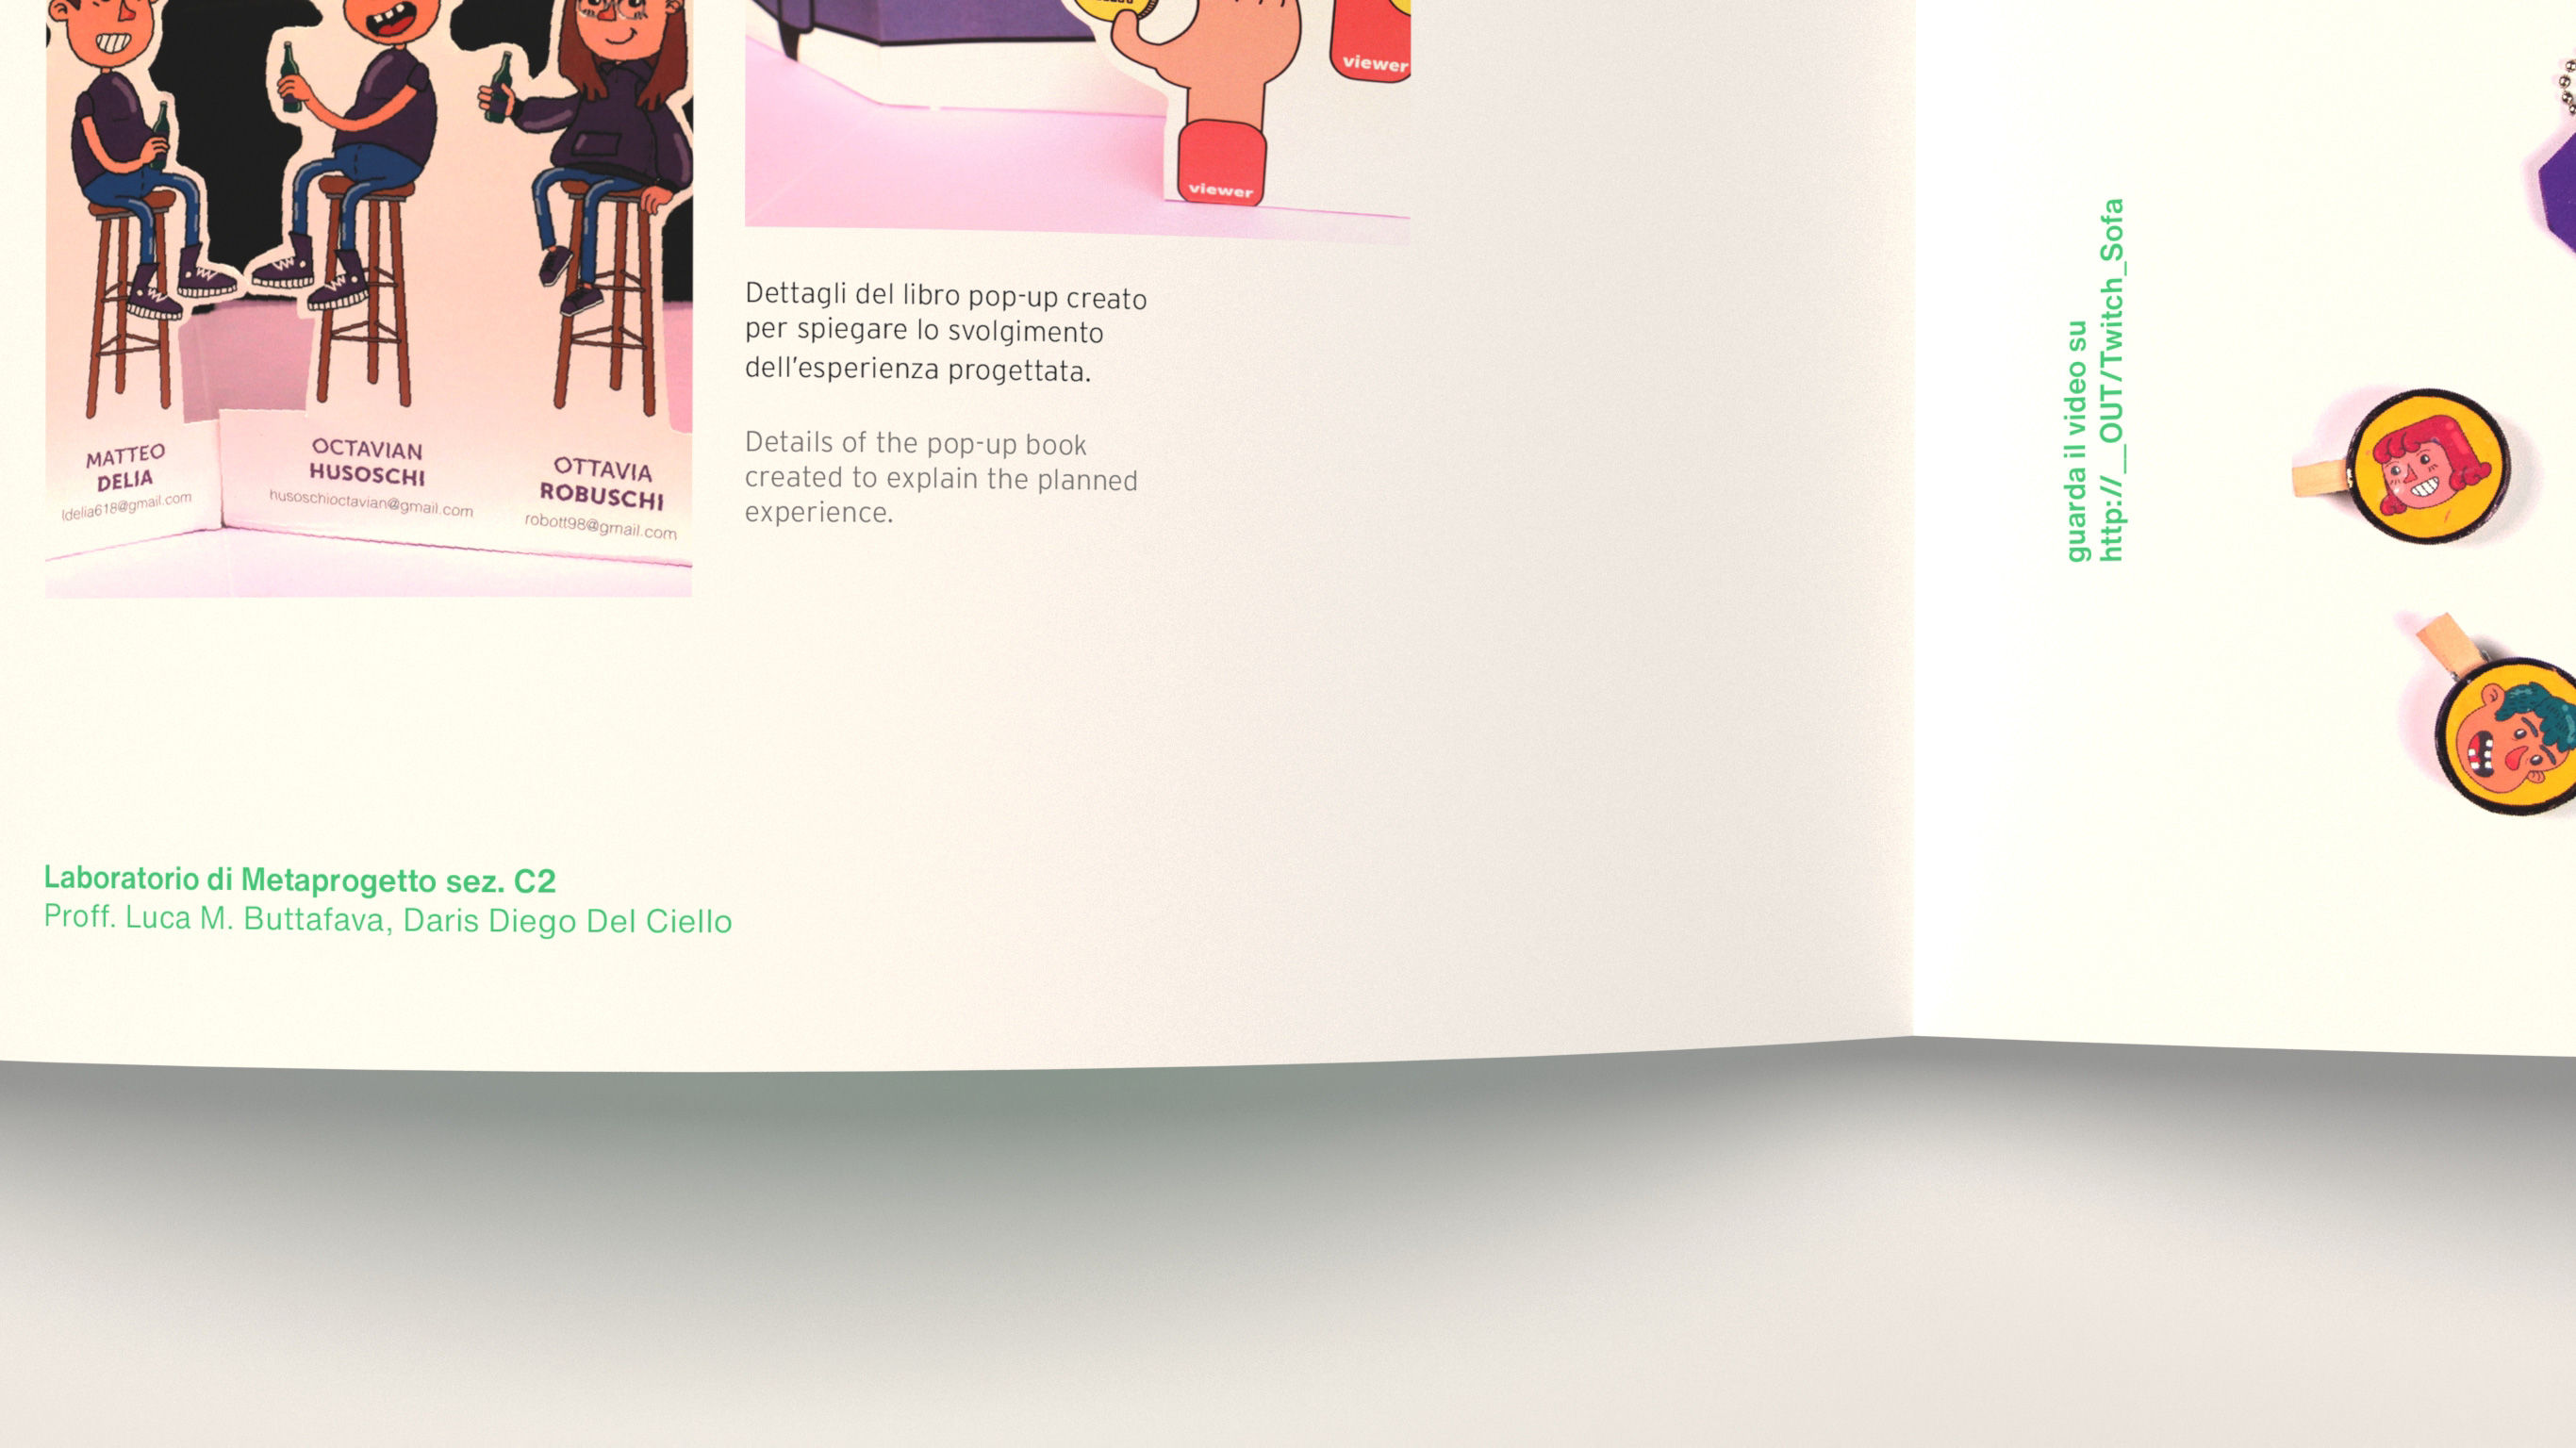 MATTEO
DELIA
ldelia618@gmail.com
OCTAVIAN
HUSOSCHI
husoschioctavian@gmail.com
OTTAVIA
ROBUSCHI
robott98@gmail.com
viewer
viewer
Dettagli del libro pop-up creato
per spiegare lo svolgimento
dell'esperienza progettata.
Details of the pop-up book
created to explain the planned
experience.
Laboratorio di Metaprogetto sez. C2
Proff. Luca M. Buttafava, Daris Diego Del Ciello
guarda il video su
http://__OUT/Twitch_Sofa